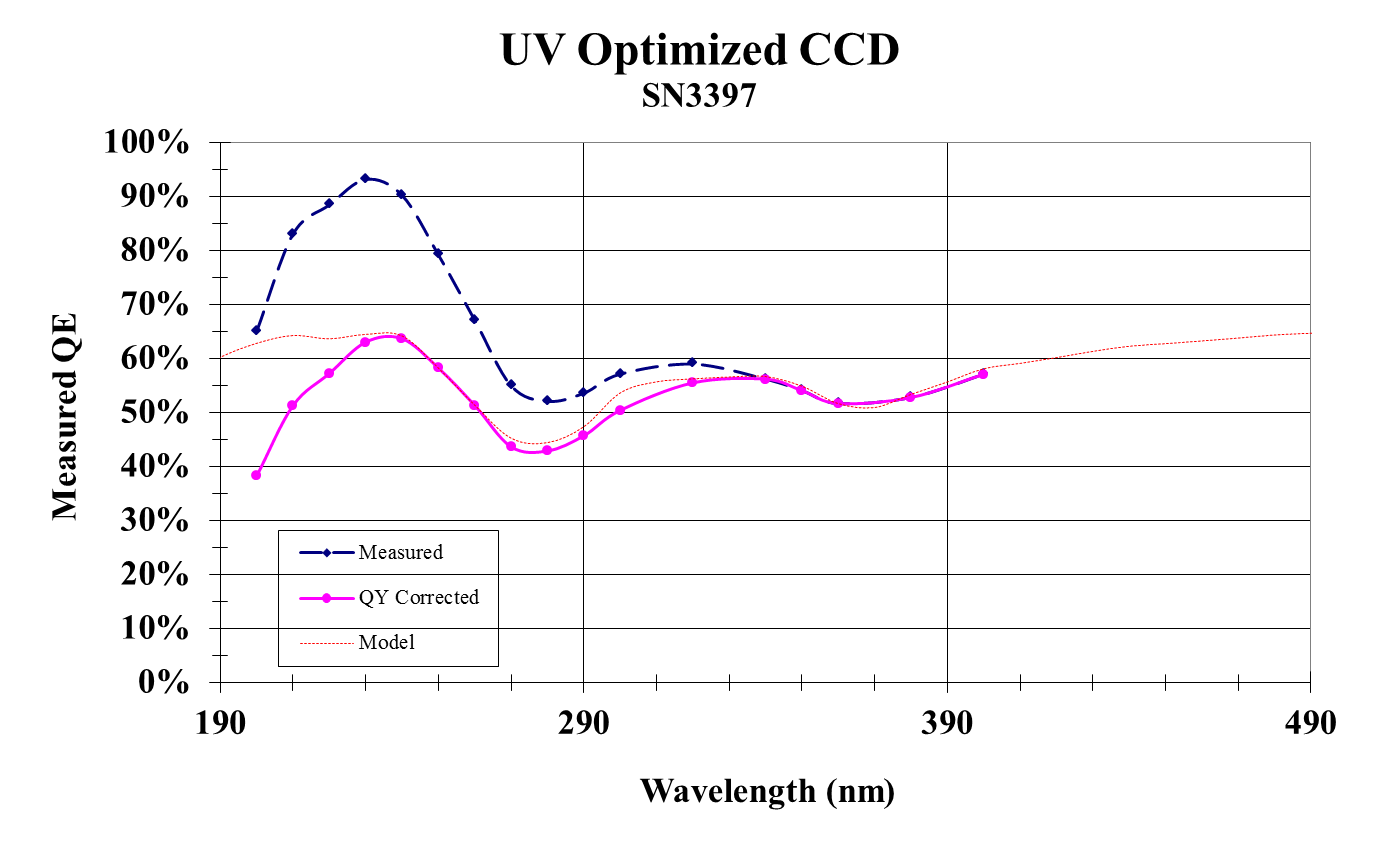 UV Optimized CCD
SN3397
100%
90%
80%
70%
60%
50%
40%
30%
20%
10%
0%
Measured QE
Measured
QY Corrected
Model
190 290 390 490
Wavelength (nm)